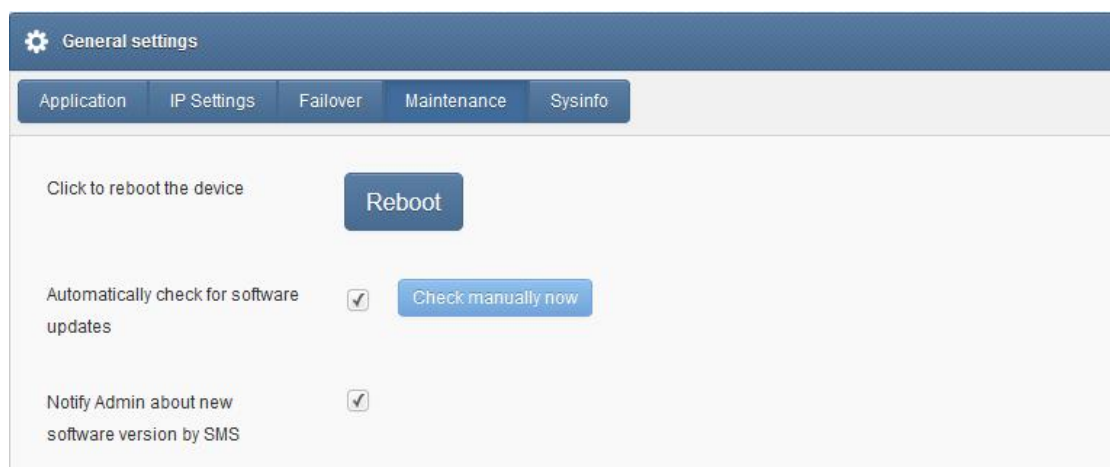 General settings
Application IP Settings Failover Maintenance Sysinfo
Click to reboot the device
Reboot
Automatically check for software
updates
Check manually now
Notify Admin about new
software version by SMS